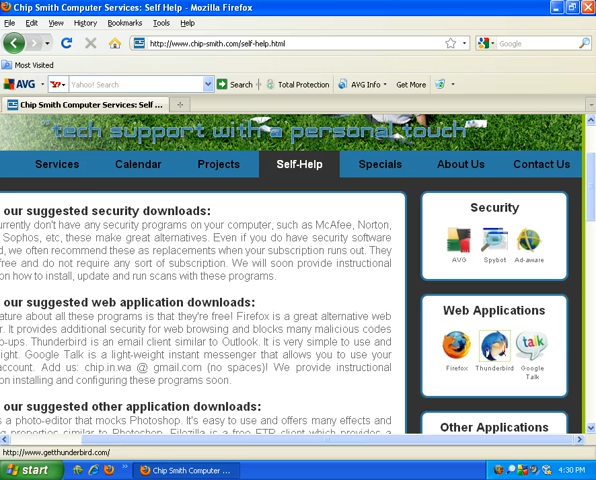 Chip Smith Computer Services: Self Help - Mozilla Firefox
File Edit View History Bookmarks Tools Help
http://www.chip-smith.com/self-help.html
Google
Most Visited
AVG Yahoo! Search Search Total Protection AVG Info Get More
Chip Smith Computer Services: Self ...
"tech support with a personal touch"
Services Calendar Projects Self-Help Specials About Us Contact Us
our suggested security downloads:
urrently don't have any security programs on your computer, such as McAfee, Norton,
Sophos, etc, these make great alternatives. Even if you do have security software
d, we often recommend these as replacements when your subscription runs out. They
free and do not require any sort of subscription. We will soon provide instructional
on how to install, update and run scans with these programs.
our suggested web application downloads:
ature about all these programs is that they're free! Firefox is a great alternative web
r. It provides additional security for web browsing and blocks many malicious codes
p-ups. Thunderbird is an email client similar to Outlook. It is very simple to use and
ight. Google Talk is a light-weight instant messenger that allows you to use your
account. Add us: chip.in.wa @ gmail.com (no spaces)! We provide instructional
on installing and configuring these programs soon.
our suggested other application downloads:
s a photo-editor that mocks Photoshop. It's easy to use and offers many effects and
Security
AVG Spybot Ad-aware
Web Applications
talk
Firefox Thunderbird Google Talk
Other Applications
http://www.getthunderbird.com/
start Chip Smith Computer ... 4:30 PM